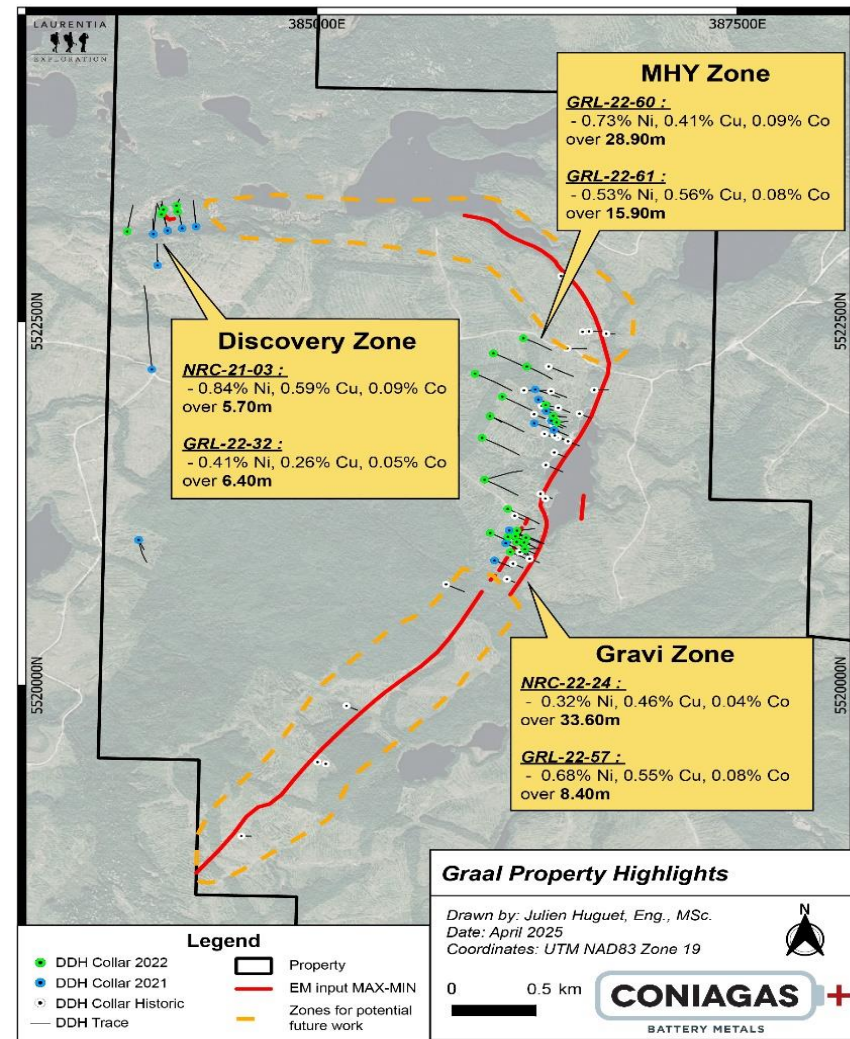 LAURENTIA
EXPLORATION
385000E
387500E
5522500N
5522500N
5520000N
5520000N
MHY Zone
GRL-22-60 :
- 0.73% Ni, 0.41% Cu, 0.09% Co
over 28.90m
GRL-22-61 :
- 0.53% Ni, 0.56% Cu, 0.08% Co
over 15.90m
Discovery Zone
NRC-21-03 :
- 0.84% Ni, 0.59% Cu, 0.09% Co
over 5.70m
GRL-22-32 :
- 0.41% Ni, 0.26% Cu, 0.05% Co
over 6.40m
Gravi Zone
NRC-22-24 :
- 0.32% Ni, 0.46% Cu, 0.04% Co
over 33.60m
GRL-22-57 :
- 0.68% Ni, 0.55% Cu, 0.08% Co
over 8.40m
Legend
DDH Collar 2022
DDH Collar 2021
DDH Collar Historic
DDH Trace
Property
EM input MAX-MIN
Zones for potential
future work
Graal Property Highlights
Drawn by: Julien Huguet, Eng., MSc.
Date: April 2025
Coordinates: UTM NAD83 Zone 19
N
0 0.5 km
CONIAGAS +
BATTERY METALS